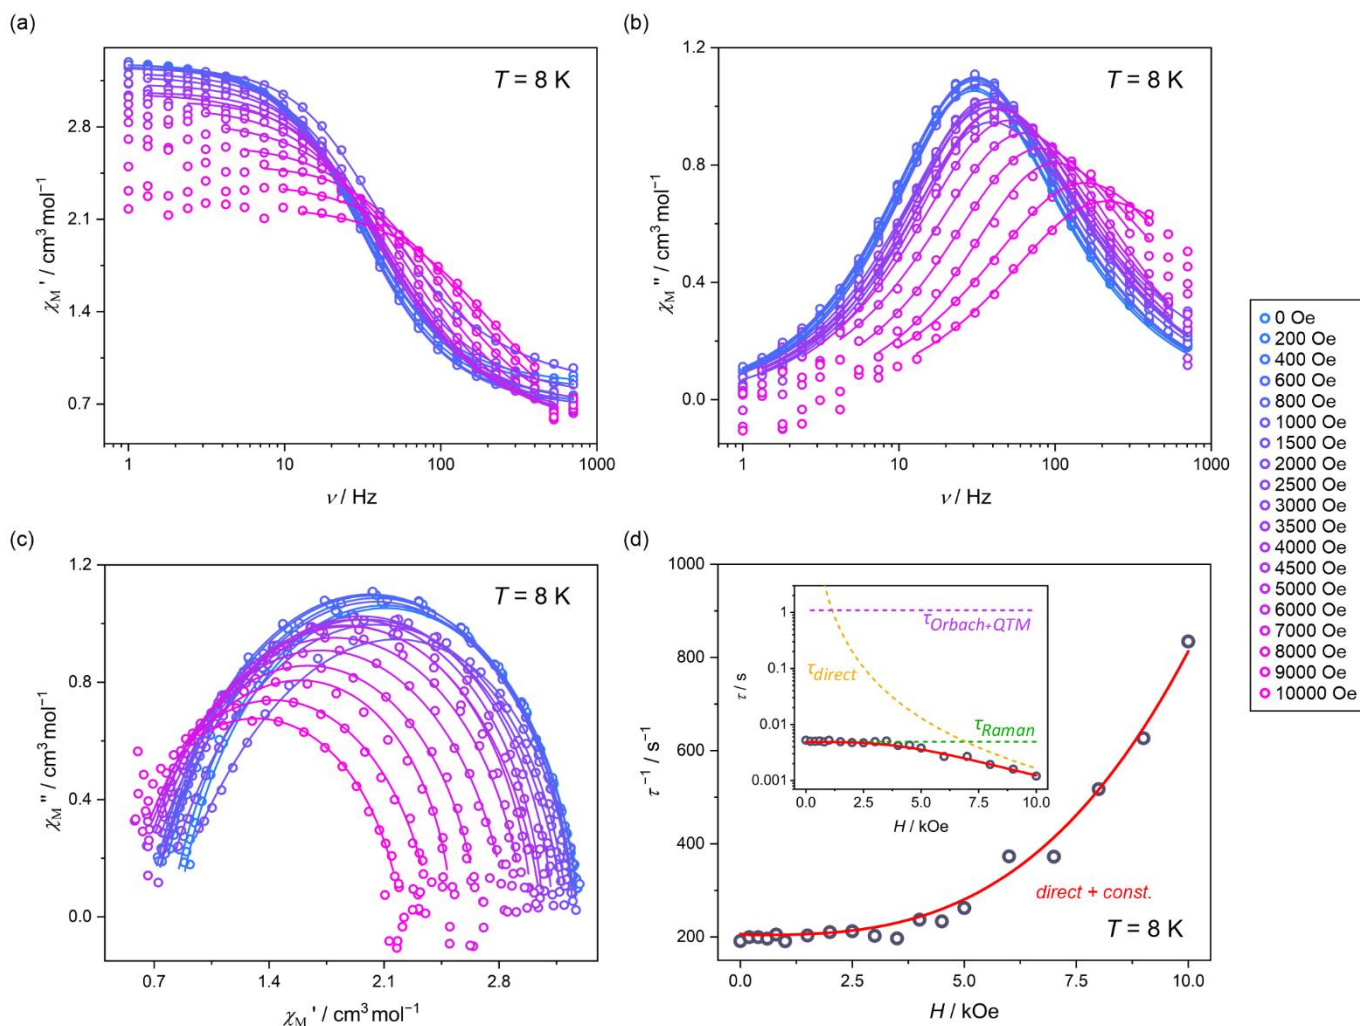 (a)
T = 8 K
χM' / cm³ mol⁻¹
2.8
2.1
1.4
0.7
1
10
100
1000
ν / Hz
(b)
T = 8 K
χM" / cm³ mol⁻¹
1.2
0.8
0.4
0.0
1
10
100
1000
ν / Hz
(c)
T = 8 K
χM" / cm³ mol⁻¹
1.2
0.8
0.4
0.0
0.7
1.4
2.1
2.8
χM' / cm³ mol⁻¹
(d)
τ⁻¹ / s⁻¹
1000
800
600
400
200
0.0
2.5
5.0
7.5
10.0
H / kOe
direct + const.
T = 8 K
τ / s
1
0.1
0.01
0.001
0.0
2.5
5.0
7.5
10.0
H / kOe
τOrbach+QTM
τdirect
τRaman
0 Oe
200 Oe
400 Oe
600 Oe
800 Oe
1000 Oe
1500 Oe
2000 Oe
2500 Oe
3000 Oe
3500 Oe
4000 Oe
4500 Oe
5000 Oe
6000 Oe
7000 Oe
8000 Oe
9000 Oe
10000 Oe